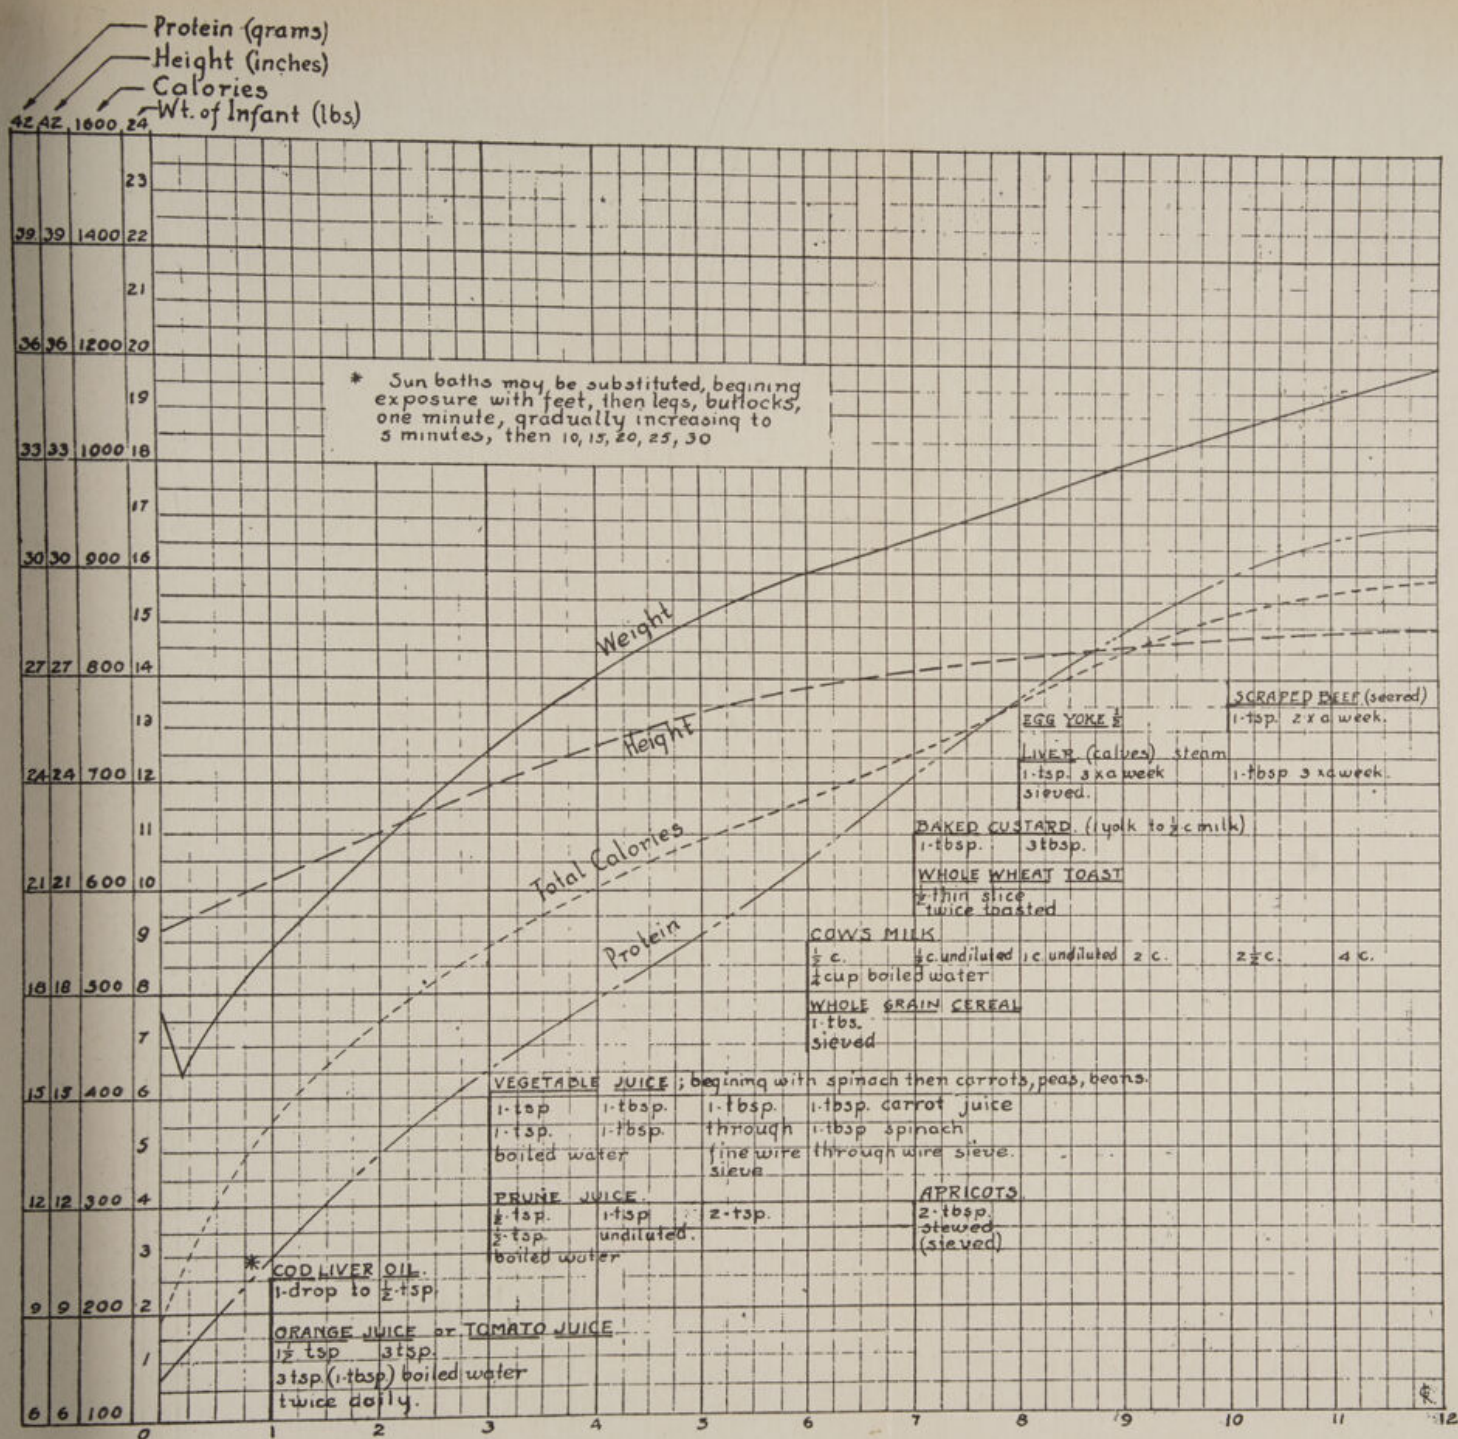 Protein (grams)
Height (inches)
Calories
Wt. of Infant (lbs)
42 42 1600 24
23
39 39 1400 22
21
36 36 1200 20
* Sun baths may be substituted, begining
exposure with feet, then legs, buttocks,
one minute, gradually increasing to
5 minutes, then 10, 15, 20, 25, 30
19
33 33 1000 18
17
30 30 900 16
15
Weight
27 27 800 14
SCRAPED BEEF (seered)
1-tsp. 2 x a week.
13
EGG YOKE ½
Height
LIVER (calves) steam
24 24 700 12
1-tsp. 3 x a week 1-tbsp 3 x a week.
sieved.
11
BAKED CUSTARD. (1 yolk to ½ c milk)
1-tbsp. 3 tbsp.
Total Calories
21 21 600 10
WHOLE WHEAT TOAST
½ thin slice
twice toasted
9
Protein
COWS MILK
½ c. ½ c. undiluted 1 c undiluted 2 c. 2½ c. 4 c.
¼ cup boiled water
18 18 500 8
WHOLE GRAIN CEREAL
1-tbs.
sieved
7
VEGETABLE JUICE ; begining with spinach then carrots, peas, beans.
15 15 400 6
1-tsp 1-tbsp. 1-tbsp. 1-tbsp. carrot juice
1-tsp. 1-tbsp. through 1-tbsp spinach
5
boiled water fine wire through wire sieve.
sieve
PRUNE JUICE. APRICOTS
12 12 300 4
½-tsp. 1-tsp 2-tsp. 2-tbsp.
½-tsp undiluted. stewed
boiled water (sieved)
3
*
COD LIVER OIL.
1-drop to ½-tsp
9 9 200 2
ORANGE JUICE or TOMATO JUICE
1½ tsp 3 tsp.
1
3 tsp. (1-tbsp) boiled water
twice daily.
6 6 100
0 1 2 3 4 5 6 7 8 9 10 11 12